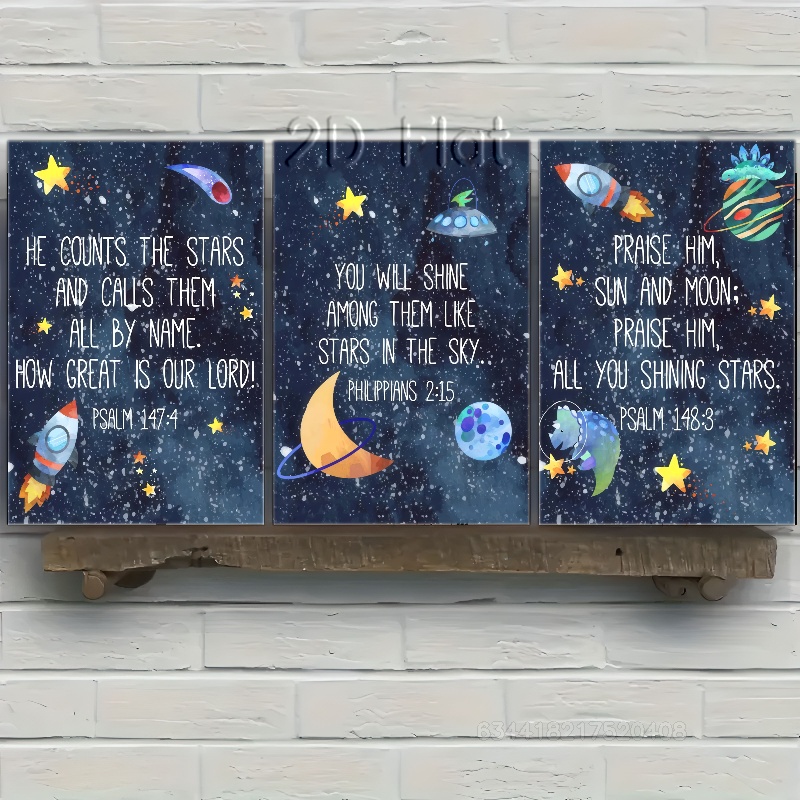 2D Flat
HE COUNTS THE STARS
AND CALLS THEM
ALL BY NAME.
HOW GREAT IS OUR LORD!
PSALM 147:4
YOU WILL SHINE
AMONG THEM LIKE
STARS IN THE SKY.
PHILIPPIANS 2:15
PRAISE HIM,
SUN AND MOON;
PRAISE HIM,
ALL YOU SHINING STARS.
PSALM 148:3
634418217520408